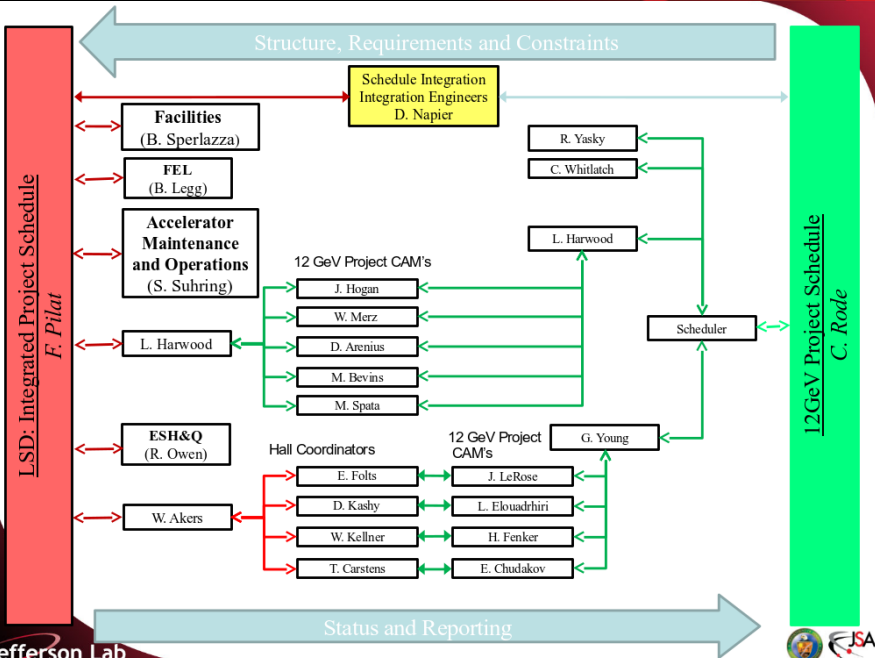 Structure, Requirements and Constraints
LSD: Integrated Project Schedule
F. Pilat
12GeV Project Schedule
C. Rode
Schedule Integration
Integration Engineers
D. Napier
Facilities
(B. Sperlazza)
FEL
(B. Legg)
Accelerator
Maintenance
and Operations
(S. Suhring)
L. Harwood
ESH&Q
(R. Owen)
W. Akers
12 GeV Project CAM's
J. Hogan
W. Merz
D. Arenius
M. Bevins
M. Spata
Hall Coordinators
E. Folts
D. Kashy
W. Kellner
T. Carstens
12 GeV Project
CAM's
J. LeRose
L. Elouadrhiri
H. Fenker
E. Chudakov
R. Yasky
C. Whitlatch
L. Harwood
Scheduler
G. Young
Status and Reporting
efferson Lab
JSA